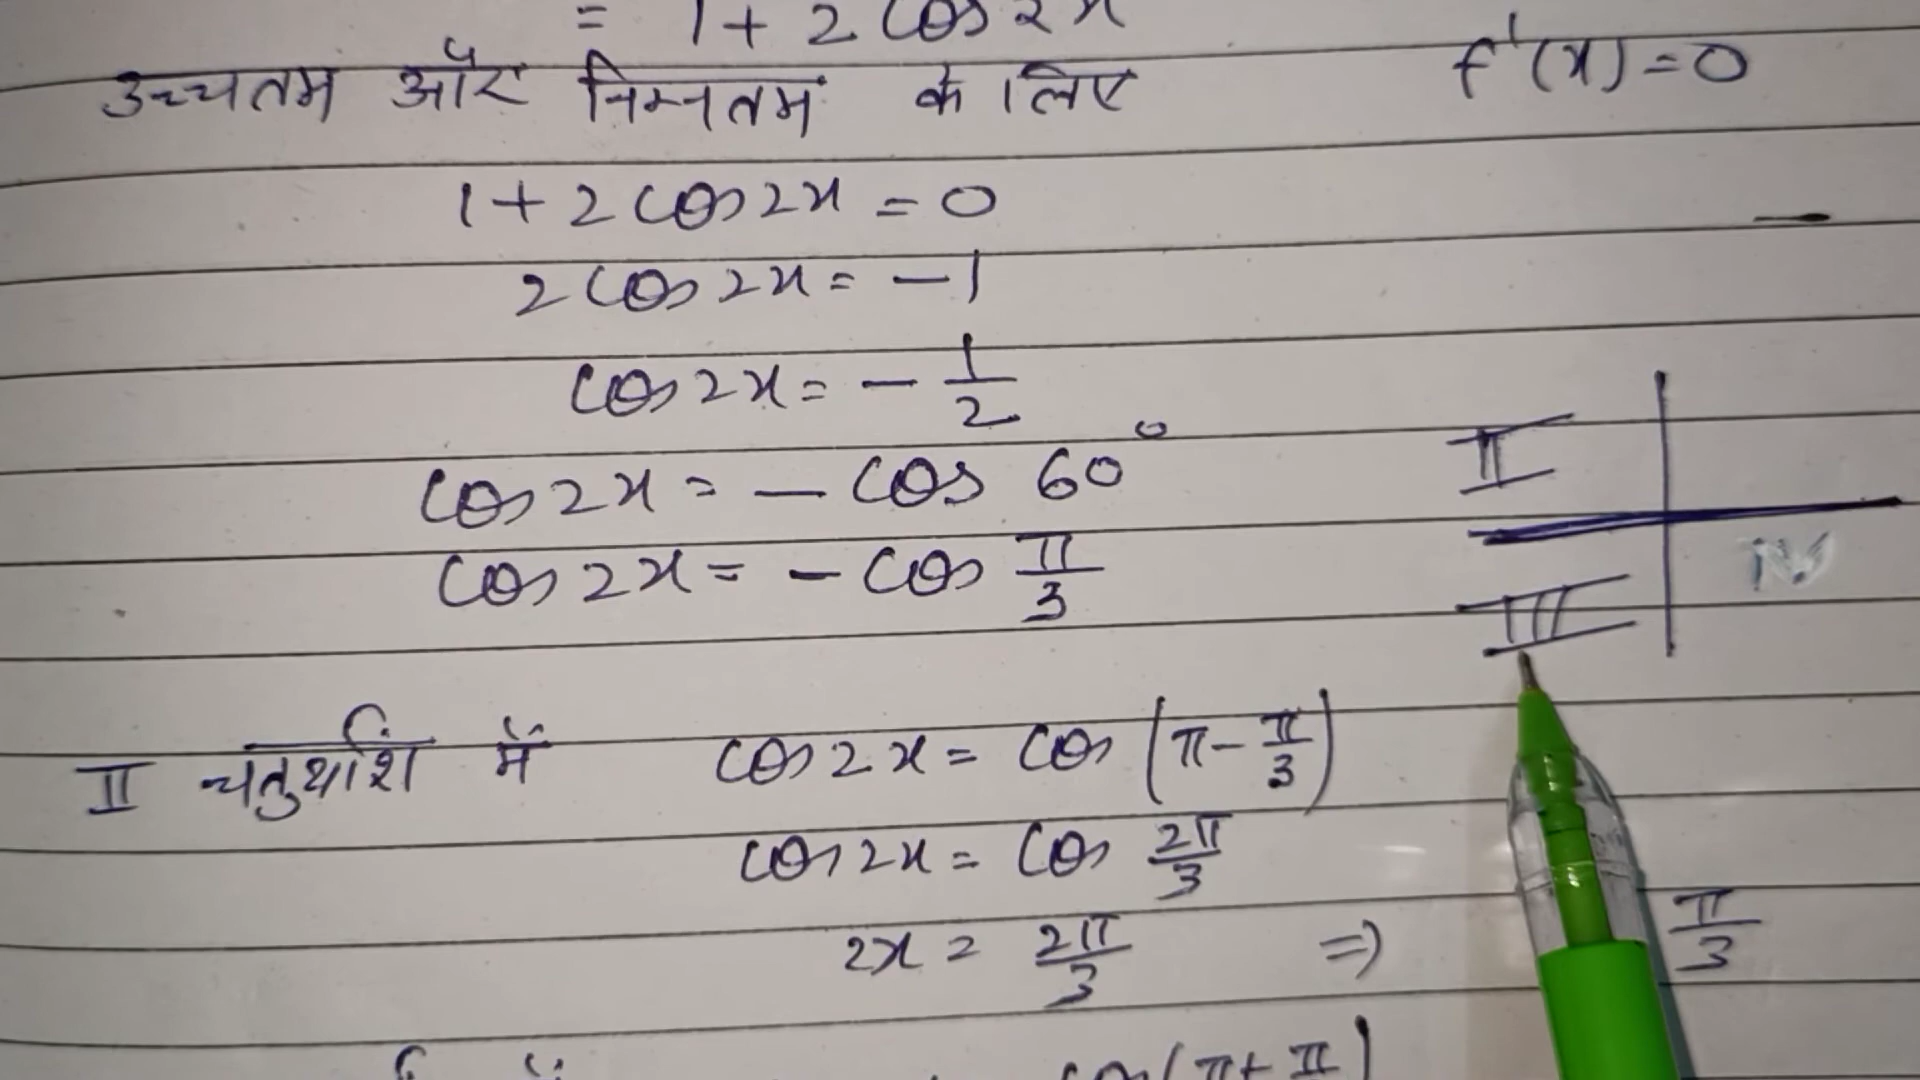 = 1 + 2 cos 2x
उच्चतम और निम्नतम के लिए f'(x) = 0
1 + 2 cos 2x = 0
2 cos 2x = - 1
cos 2x = - 1/2
cos 2x = - cos 60°
cos 2x = - cos π/3
II
IV
III
II चतुर्थांश में cos 2x = cos (π - π/3)
cos 2x = cos 2π/3
2x = 2π/3 ⇒ π/3
cos (π + π